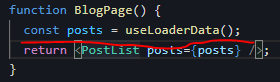 function BlogPage() {
const posts = useLoaderData();
return <PostList posts={posts} />;
}